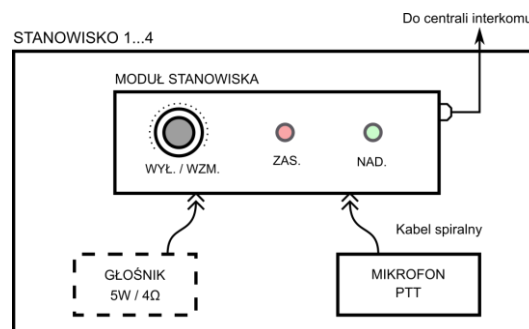 Do centrali interkomu
STANOWISKO 1...4
MODUŁ STANOWISKA
WYŁ. / WZM.
ZAS.
NAD.
Kabel spiralny
GŁOŚNIK
5W / 4Ω
MIKROFON
PTT